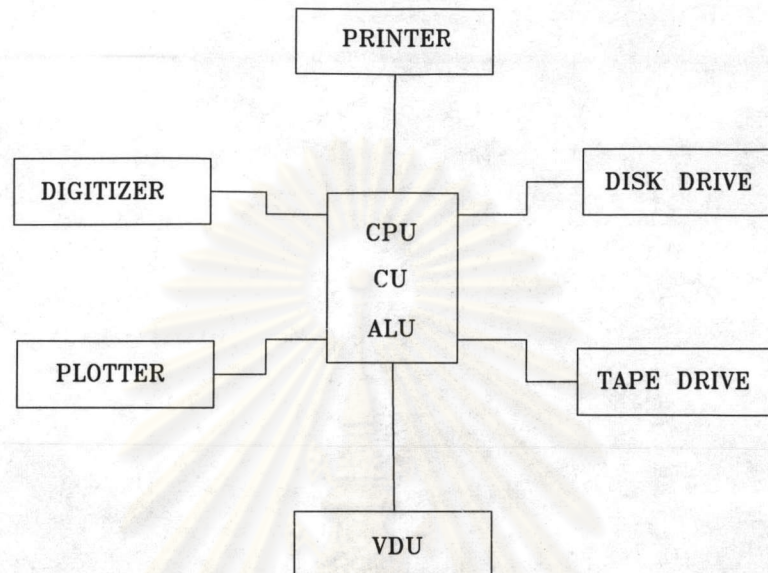 PRINTER
DIGITIZER
DISK DRIVE
CPU
CU
ALU
PLOTTER
TAPE DRIVE
VDU